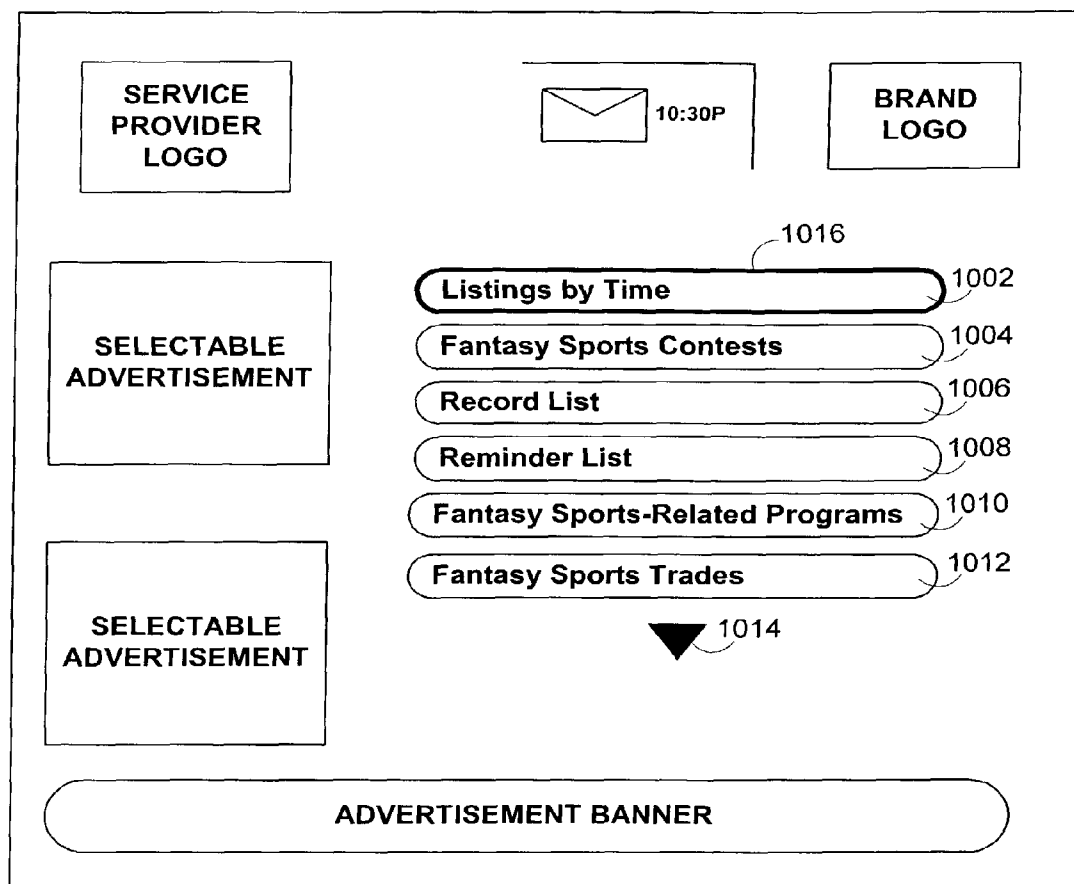 SERVICE
PROVIDER
LOGO
10:30P
BRAND
LOGO
1016
Listings by Time
1002
Fantasy Sports Contests
1004
Record List
1006
Reminder List
1008
Fantasy Sports-Related Programs
1010
Fantasy Sports Trades
1012
1014
SELECTABLE
ADVERTISEMENT
SELECTABLE
ADVERTISEMENT
ADVERTISEMENT BANNER